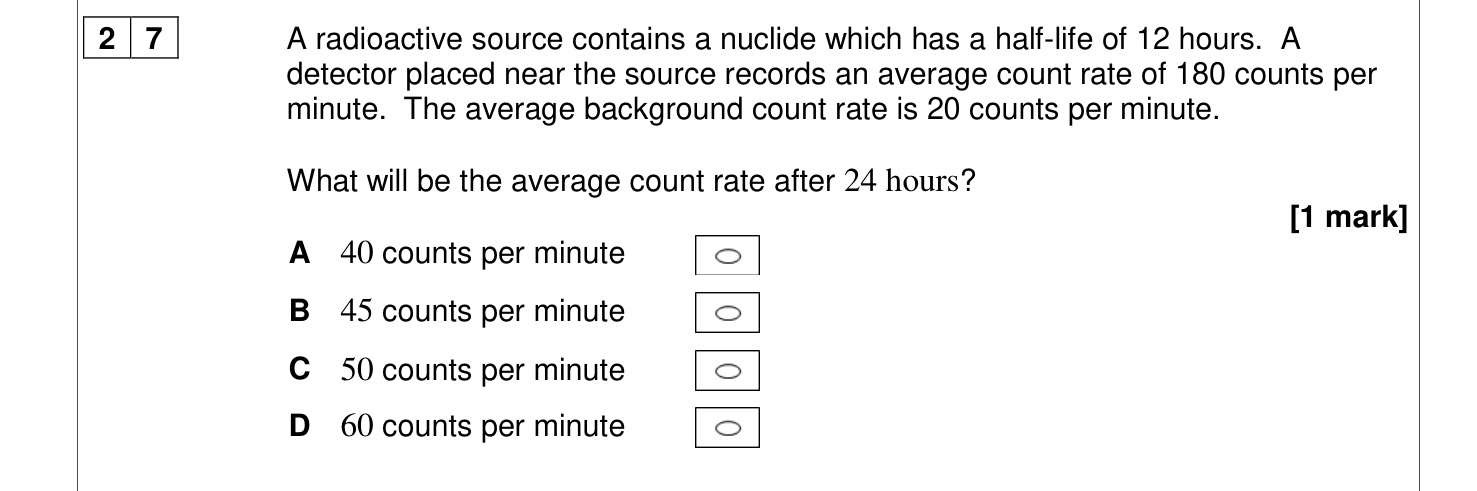 2 7 A radioactive source contains a nuclide which has a half-life of 12 hours. A
detector placed near the source records an average count rate of 180 counts per
minute. The average background count rate is 20 counts per minute.
What will be the average count rate after 24 hours?
[1 mark]
A 40 counts per minute
B 45 counts per minute
C 50 counts per minute
D 60 counts per minute